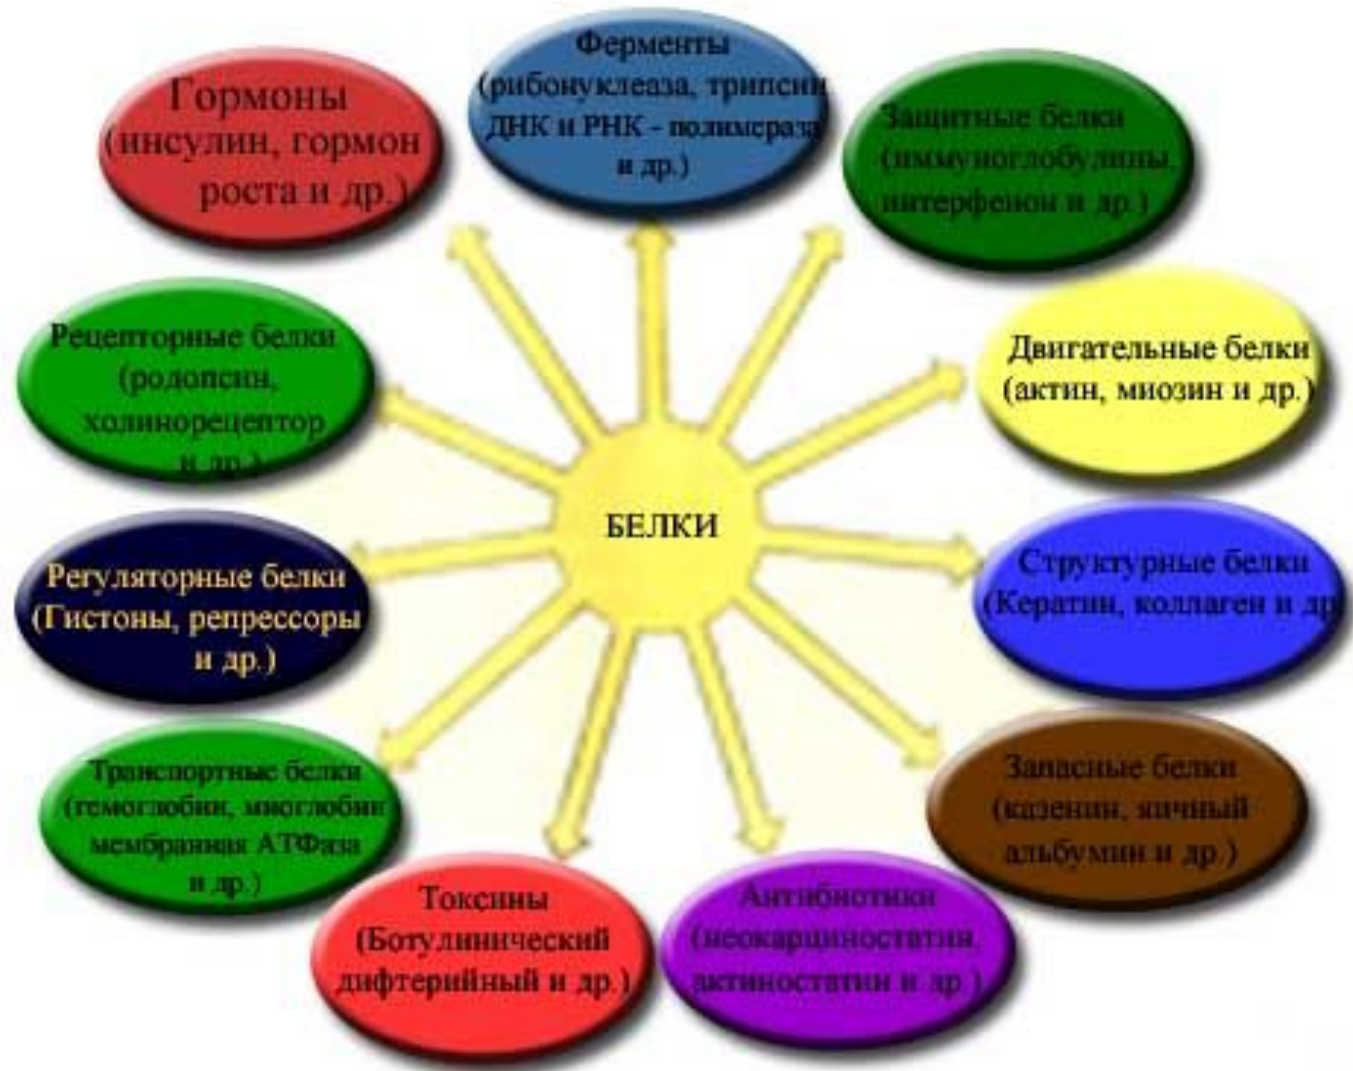 Ферменты
(рибонуклеаза, трипсин
ДНК и РНК - полимераза
и др.)
Гормоны
(инсулин, гормон
роста и др.)
Защитные белки
(иммуноглобулины,
интерфенон и др.)
Рецепторные белки
(родопсин,
холинорецептор
и др.)
Двигательные белки
(актин, миозин и др.)
БЕЛКИ
Регуляторные белки
(Гистоны, репрессоры
и др.)
Структурные белки
(Кератин, коллаген и др
Транспортные белки
(гемоглобин, миоглобин
мембранная АТФаза
и др.)
Запасные белки
(казеин, яичный
альбумин и др.)
Токсины
(Ботулинический
дифтерийный и др.)
Антибиотики
(неокарциностатин,
актиностатин и др.)